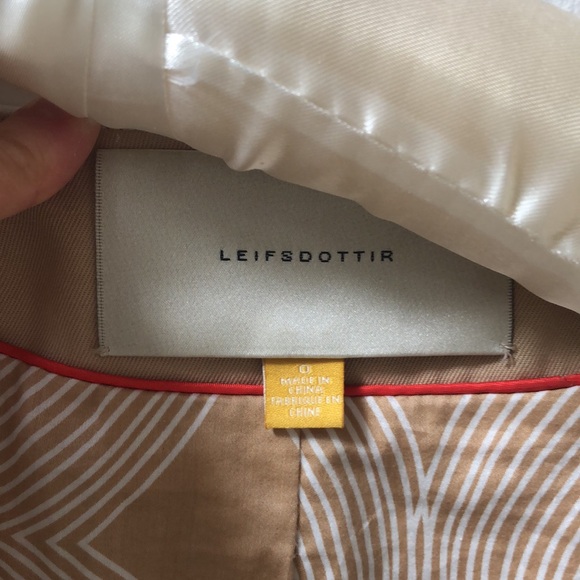 LEIFSDOTTIR
MADE IN
CHINA
FABRIQUE EN
CHINE